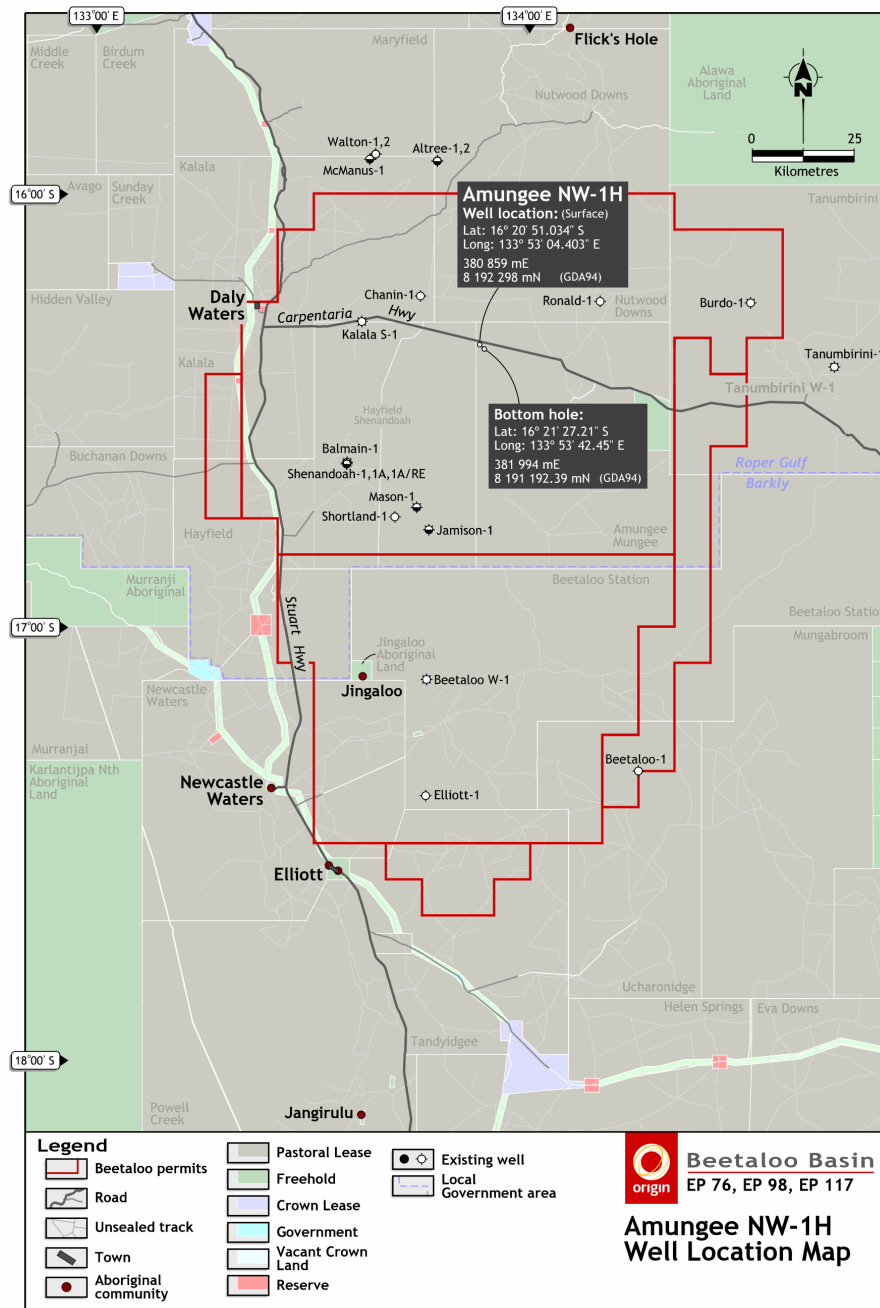 133°00' E
134°00' E
Flick's Hole
Middle
Creek
Birdum
Creek
Maryfield
Alawa
Aboriginal
Land
N
Nutwood Downs
0
25
Kilometres
Walton-1,2
Altree-1,2
McManus-1
Kalala
Avago
Sunday
Creek
16°00' S
Tanumbirini
Amungee NW-1H
Well location: (Surface)
Lat: 16° 20' 51.034" S
Long: 133° 53' 04.403" E
380 859 mE
8 192 298 mN (GDA94)
Hidden Valley
Daly
Waters
Chanin-1
Ronald-1
Nutwood
Downs
Burdo-1
Carpentaria Hwy
Kalala S-1
Tanumbirini-1
Kalala
Tanumbirini W-1
Hayfield
Shenandoah
Bottom hole:
Lat: 16° 21' 27.21" S
Long: 133° 53' 42.45" E
381 994 mE
8 191 192.39 mN (GDA94)
Buchanan Downs
Balmain-1
Shenandoah-1,1A,1A/RE
Roper Gulf
Barkly
Mason-1
Shortland-1
Jamison-1
Hayfield
Amungee
Mungee
Murranji
Aboriginal
Beetaloo Station
Stuart Hwy
17°00' S
Beetaloo Statio
Mungabroom
Jingaloo
Aboriginal
Land
Jingaloo
Beetaloo W-1
Newcastle
Waters
Murranjai
Karlantijpa Nth
Aboriginal
Land
Beetaloo-1
Newcastle
Waters
Elliott-1
Elliott
Ucharonidge
Helen Springs
Eva Downs
Tandyidgee
18°00' S
Powell
Creek
Jangirulu
Legend
Beetaloo permits
Road
Unsealed track
Town
Aboriginal
community
Pastoral Lease
Freehold
Crown Lease
Government
Vacant Crown
Land
Reserve
Existing well
Local
Government area
origin
Beetaloo Basin
EP 76, EP 98, EP 117
Amungee NW-1H
Well Location Map